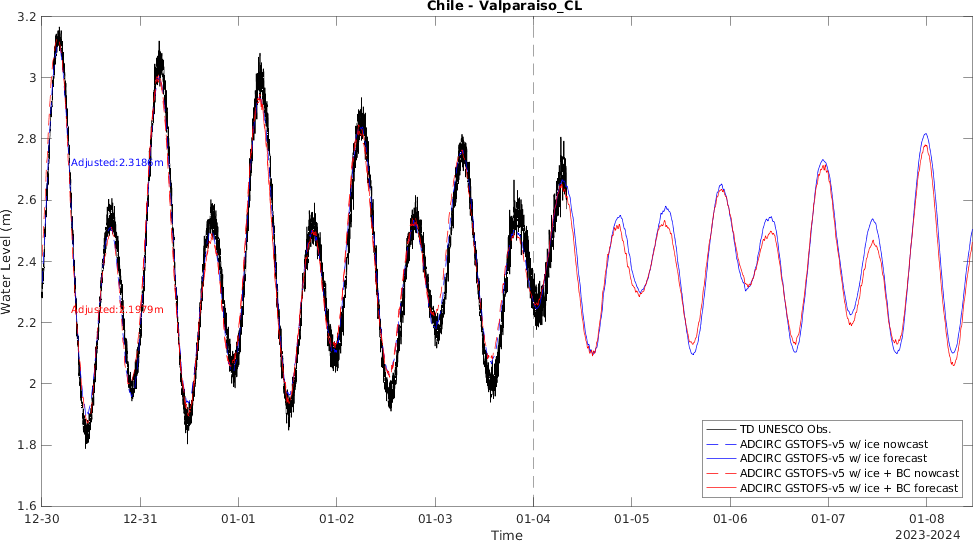 Chile - Valparaiso_CL
3.2
3
2.8
2.6
2.4
2.2
2
1.8
1.6
Water Level (m)
Adjusted:2.3186m
Adjusted:2.1979m
TD UNESCO Obs.
ADCIRC GSTOFS-v5 w/ ice nowcast
ADCIRC GSTOFS-v5 w/ ice forecast
ADCIRC GSTOFS-v5 w/ ice + BC nowcast
ADCIRC GSTOFS-v5 w/ ice + BC forecast
12-30 12-31 01-01 01-02 01-03 01-04 01-05 01-06 01-07 01-08
Time
2023-2024